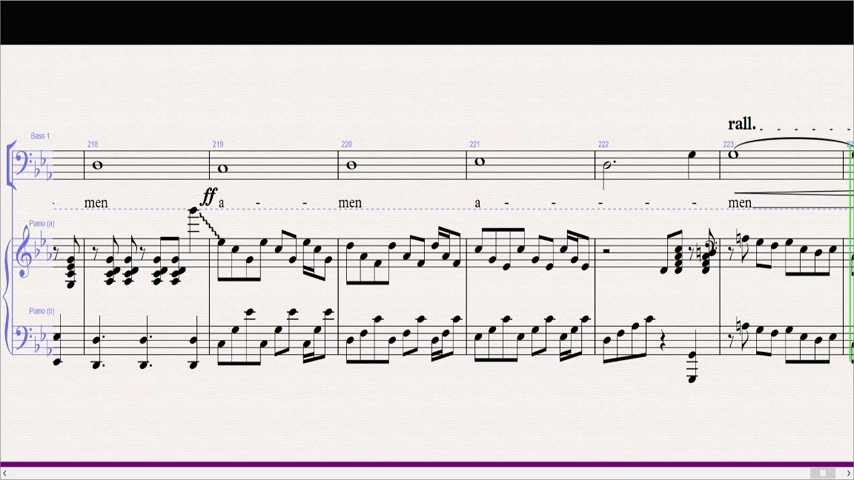 rall.
Bass 1
218 219 220 221 222 223
men ff a - - men a - - - - men
Piano (a)
Piano (b)